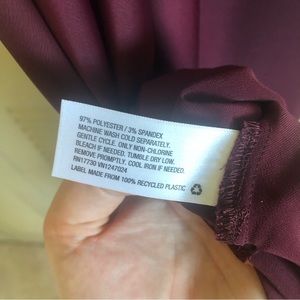 97% POLYESTER / 3% SPANDEX
MACHINE WASH COLD SEPARATELY.
GENTLE CYCLE. ONLY NON-CHLORINE
BLEACH IF NEEDED. TUMBLE DRY LOW.
REMOVE PROMPTLY. COOL IRON IF NEEDED.
RN17730 VN1247024
LABEL MADE FROM 100% RECYCLED PLASTIC